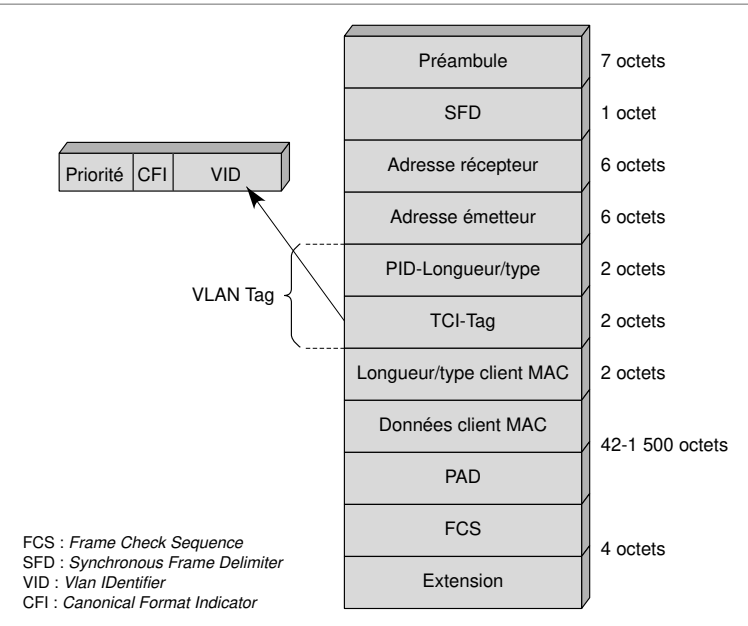 Préambule
7 octets
SFD
1 octet
Priorité CFI VID
Adresse récepteur
6 octets
Adresse émetteur
6 octets
VLAN Tag
PID-Longueur/type
2 octets
TCI-Tag
2 octets
Longueur/type client MAC
2 octets
Données client MAC
42-1 500 octets
PAD
FCS
4 octets
Extension
FCS : Frame Check Sequence
SFD : Synchronous Frame Delimiter
VID : Vlan IDentifier
CFI : Canonical Format Indicator